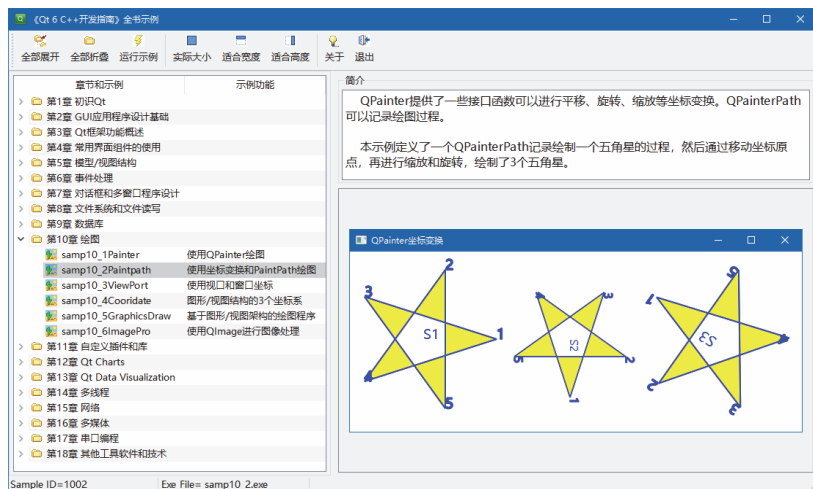 《Qt 6 C++开发指南》全书示例
全部展开 全部折叠 运行示例 实际大小 适合宽度 适合高度 关于 退出
章节和示例 示例功能
第1章 初识Qt
第2章 GUI应用程序设计基础
第3章 Qt框架功能概述
第4章 常用界面组件的使用
第5章 模型/视图结构
第6章 事件处理
第7章 对话框和多窗口程序设计
第8章 文件系统和文件读写
第9章 数据库
第10章 绘图
samp10_1Painter 使用QPainter绘图
samp10_2Paintpath 使用坐标变换和PaintPath绘图
samp10_3ViewPort 使用视口和窗口坐标
samp10_4Cooridate 图形/视图结构的3个坐标系
samp10_5GraphicsDraw 基于图形/视图架构的绘图程序
samp10_6ImagePro 使用QImage进行图像处理
第11章 自定义插件和库
第12章 Qt Charts
第13章 Qt Data Visualization
第14章 多线程
第15章 网络
第16章 多媒体
第17章 串口编程
第18章 其他工具软件和技术
简介
QPainter提供了一些接口函数可以进行平移、旋转、缩放等坐标变换。QPainterPath
可以记录绘图过程。
本示例定义了一个QPainterPath记录绘制一个五角星的过程，然后通过移动坐标原
点，再进行缩放和旋转，绘制了3个五角星。
QPainter坐标变换
2
3
S1
1
4
5
4
3
S2
5
2
1
5
1
S3
4
2
3
Sample ID=1002 Exe File= samp10_2.exe